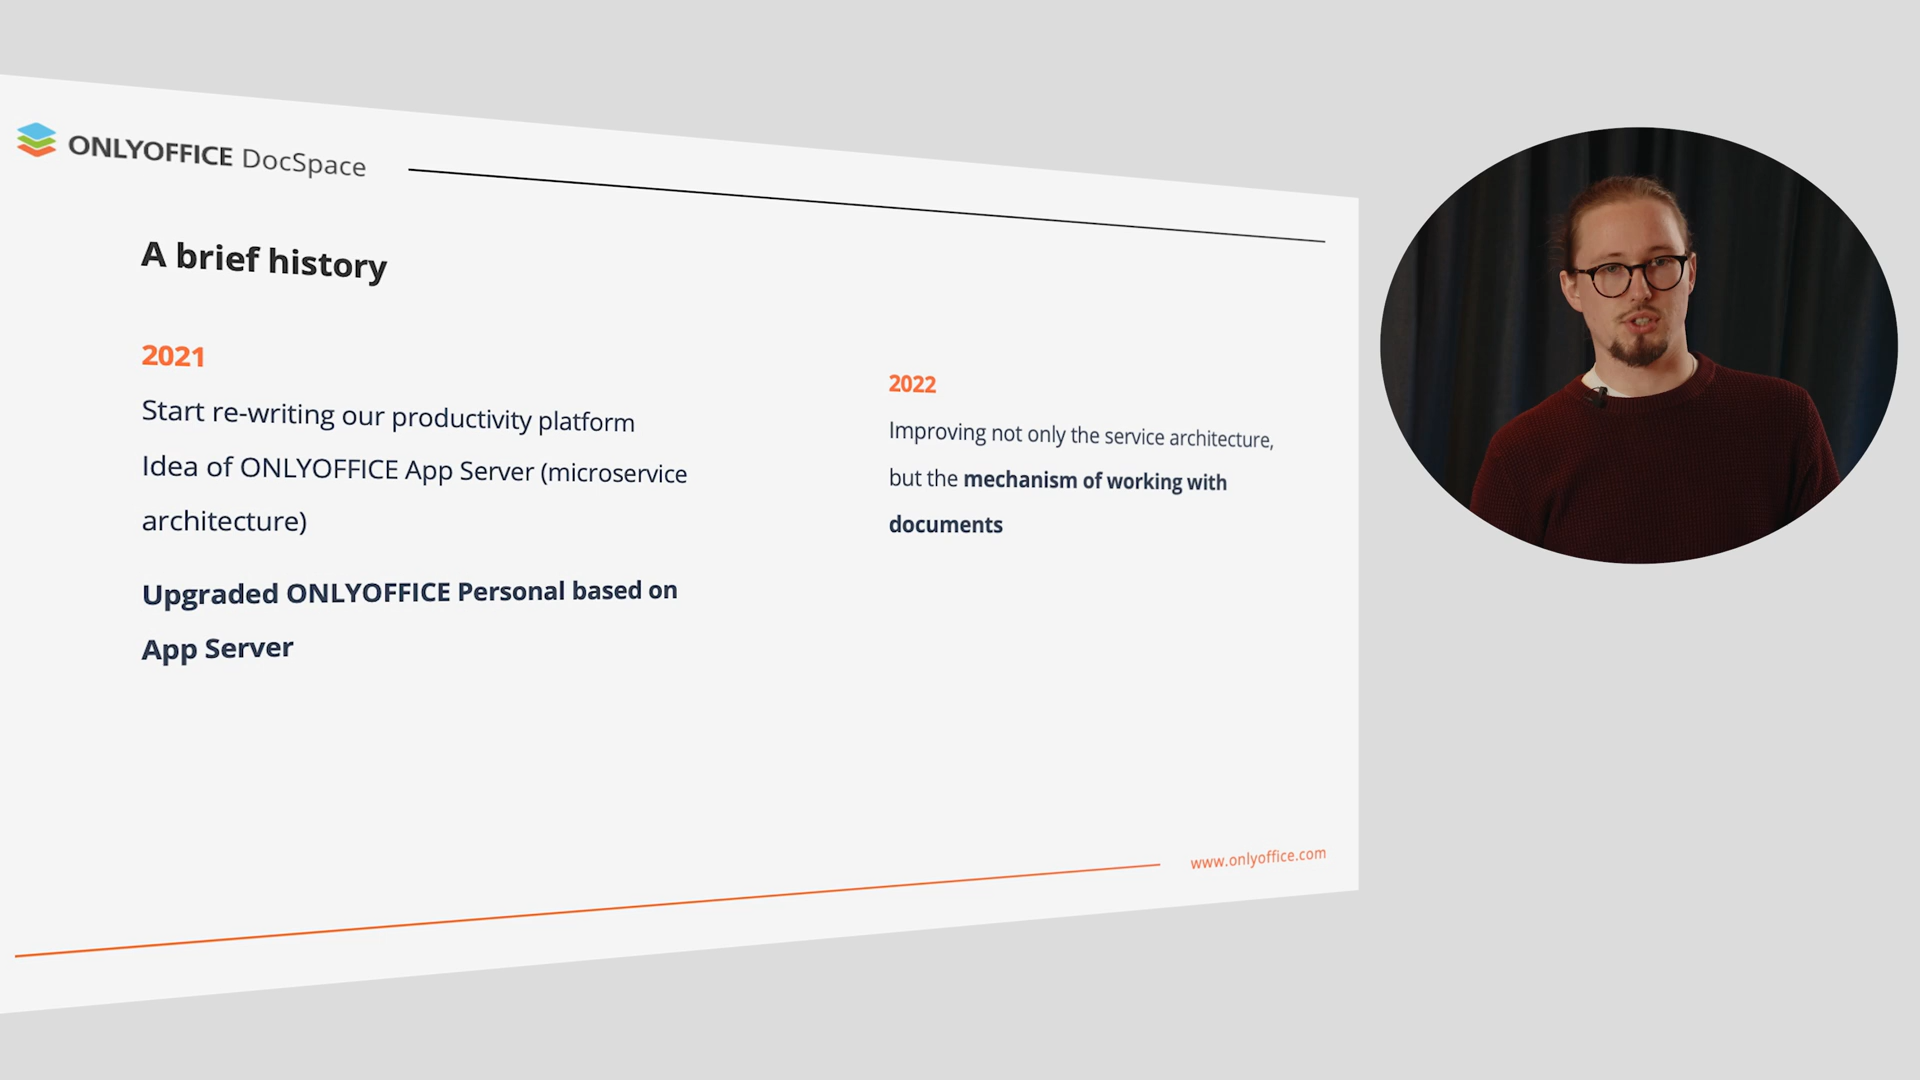 ONLYOFFICE DocSpace
A brief history
2021
Start re-writing our productivity platform
Idea of ONLYOFFICE App Server (microservice
architecture)
Upgraded ONLYOFFICE Personal based on
App Server
2022
Improving not only the service architecture,
but the mechanism of working with
documents
www.onlyoffice.com